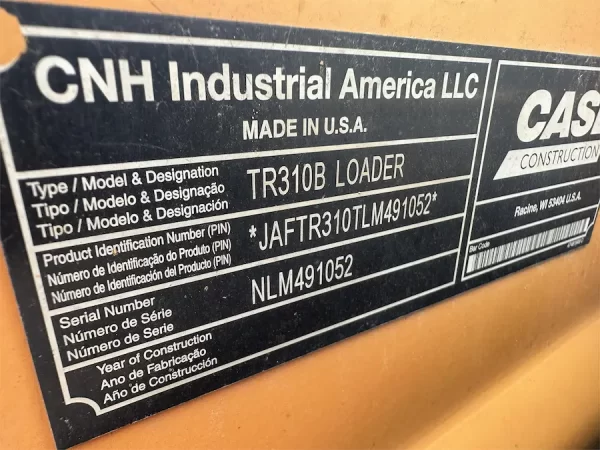 CNH Industrial America LLC
MADE IN U.S.A.
Type / Model & Designation
Tipo / Modelo & Designação
Tipo / Modelo & Designación
TR310B LOADER
Product Identification Number (PIN)
Número de Identificação do Produto (PIN)
Número de Identificación del Producto (PIN)
*JAFTR310TLM491052*
Serial Number
Número de Série
Número de Serie
NLM491052
Year of Construction
Ano de Fabricação
Año de Construcción
CAS
CONSTRUCTION
Racine, WI 53404 U.S.A.
Bar Code